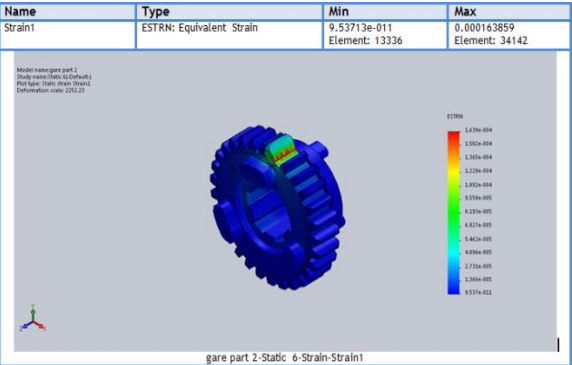 Name Type Min Max
Strain1 ESTRN: Equivalent Strain 9.53713e-011 0.000163859
Element: 13336 Element: 34142
Model name:gare part 2
Study name:Static 6(-Default-)
Plot type: Static strain Strain1
Deformation scale: 2252.23
ESTRN
1.639e-004
1.502e-004
1.365e-004
1.229e-004
1.092e-004
9.558e-005
8.193e-005
6.827e-005
5.462e-005
4.096e-005
2.731e-005
1.366e-005
9.537e-011
Y
Z
X
gare part 2-Static 6-Strain-Strain1